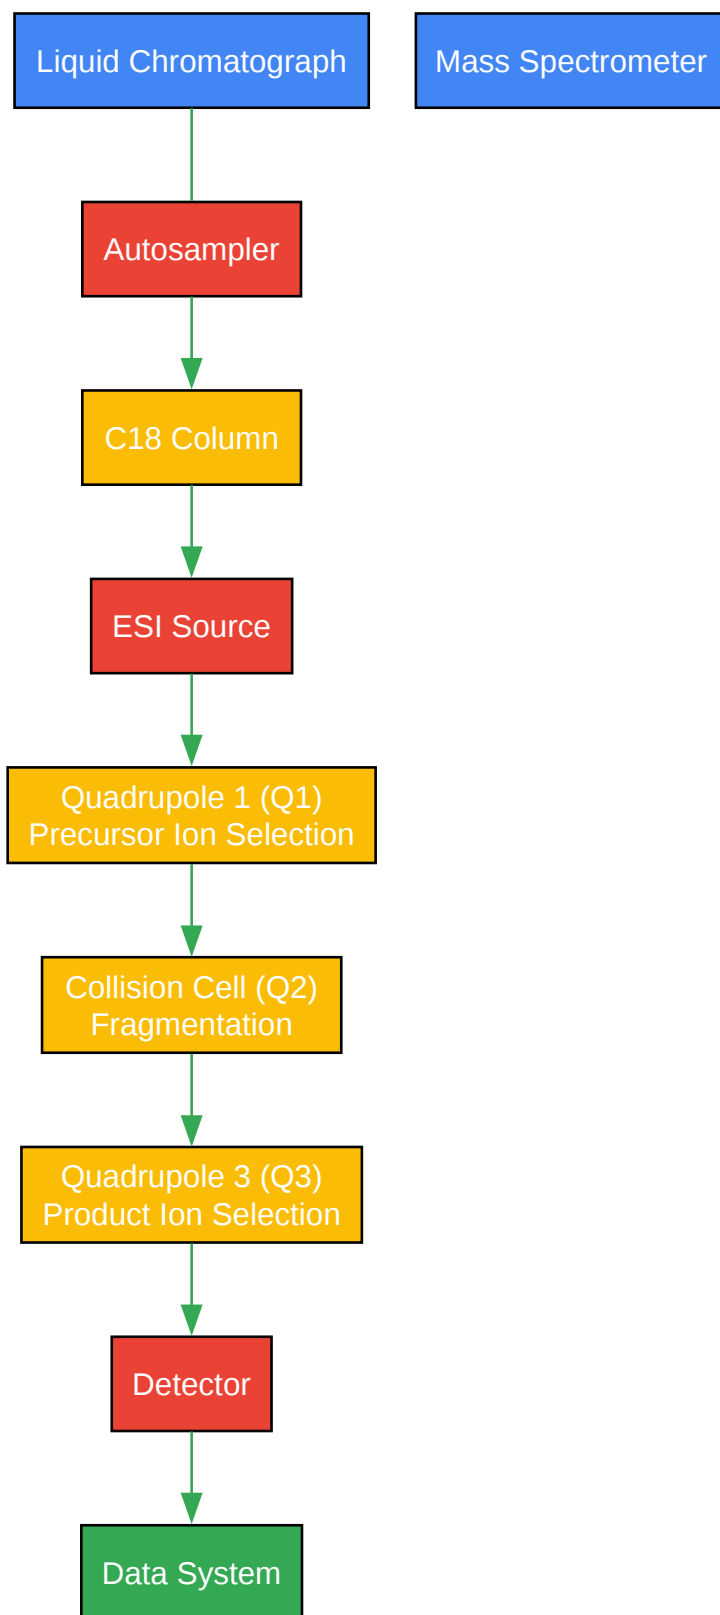 Liquid Chromatograph
Mass Spectrometer
Autosampler
C18 Column
ESI Source
Quadrupole 1 (Q1)
Precursor Ion Selection
Collision Cell (Q2)
Fragmentation
Quadrupole 3 (Q3)
Product Ion Selection
Detector
Data System